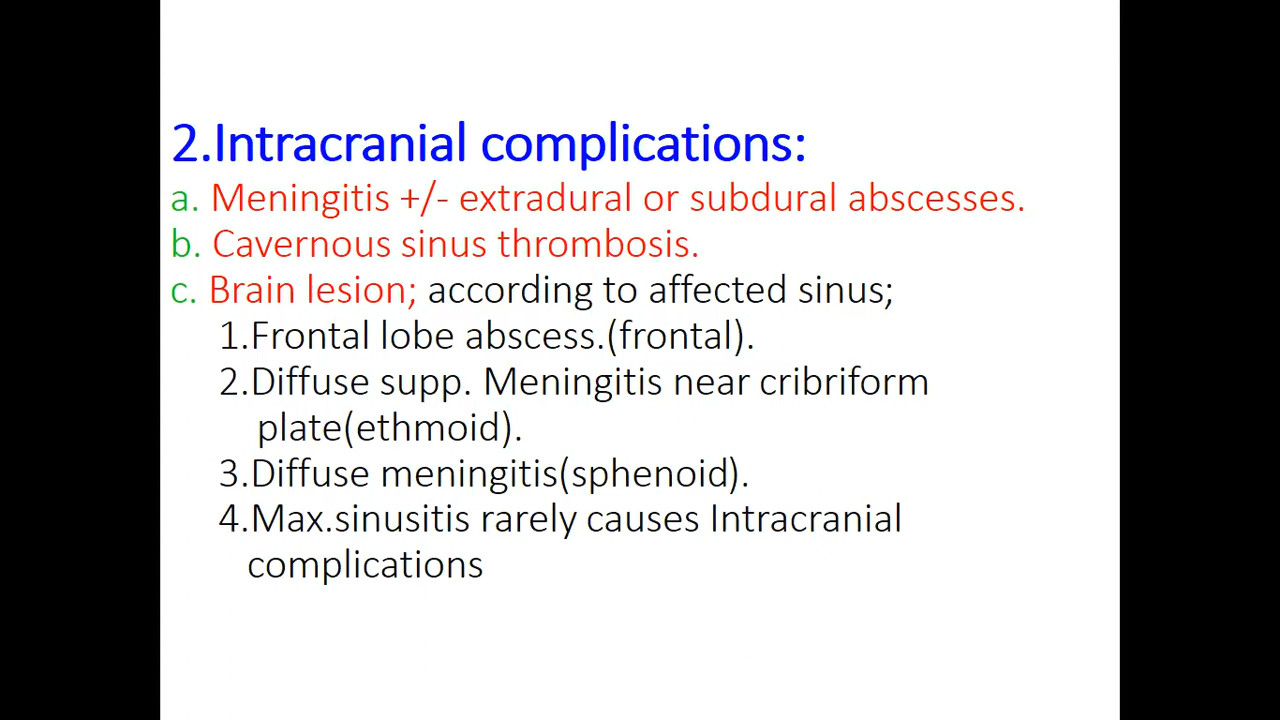 2.Intracranial complications:
a. Meningitis +/- extradural or subdural abscesses.
b. Cavernous sinus thrombosis.
c. Brain lesion; according to affected sinus;
1.Frontal lobe abscess.(frontal).
2.Diffuse supp. Meningitis near cribriform
plate(ethmoid).
3.Diffuse meningitis(sphenoid).
4.Max.sinusitis rarely causes Intracranial
complications